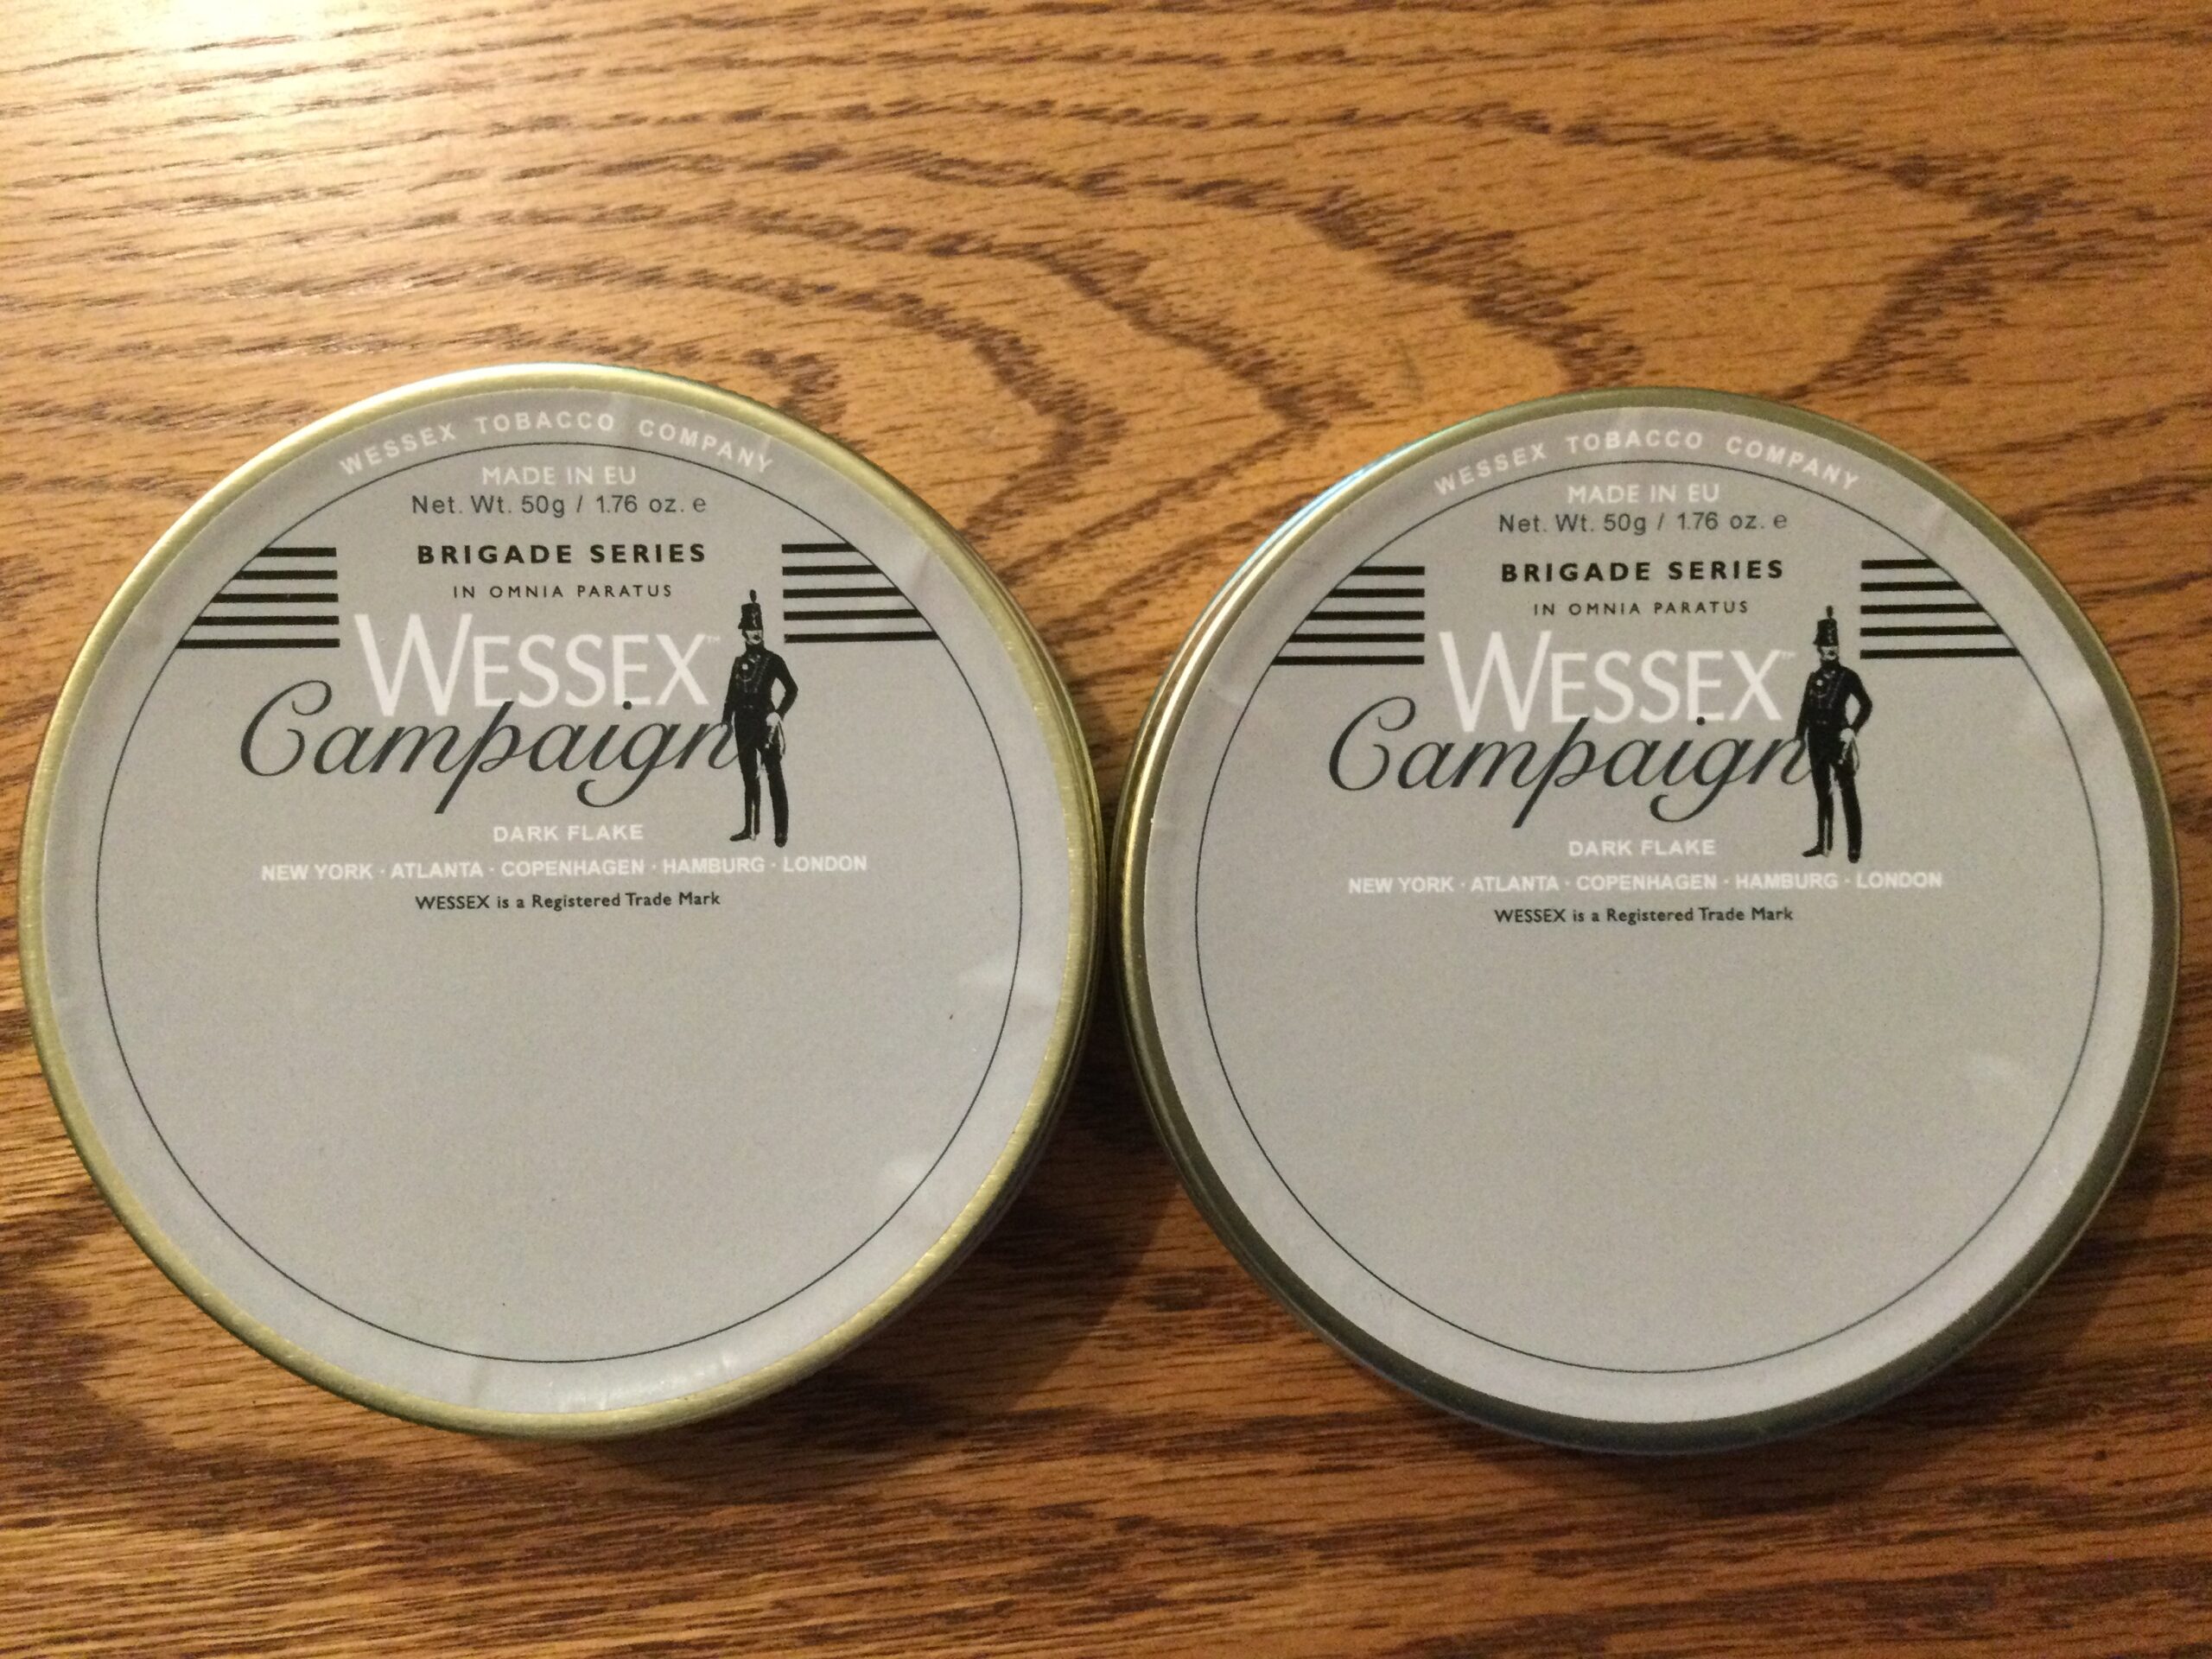 WESSEX TOBACCO COMPANY
MADE IN EU
Net. Wt. 50g / 1.76 oz. e
BRIGADE SERIES
IN OMNIA PARATUS
WESSEX™
Campaign
DARK FLAKE
NEW YORK · ATLANTA · COPENHAGEN · HAMBURG · LONDON
WESSEX is a Registered Trade Mark
WESSEX TOBACCO COMPANY
MADE IN EU
Net. Wt. 50g / 1.76 oz. e
BRIGADE SERIES
IN OMNIA PARATUS
WESSEX™
Campaign
DARK FLAKE
NEW YORK · ATLANTA · COPENHAGEN · HAMBURG · LONDON
WESSEX is a Registered Trade Mark